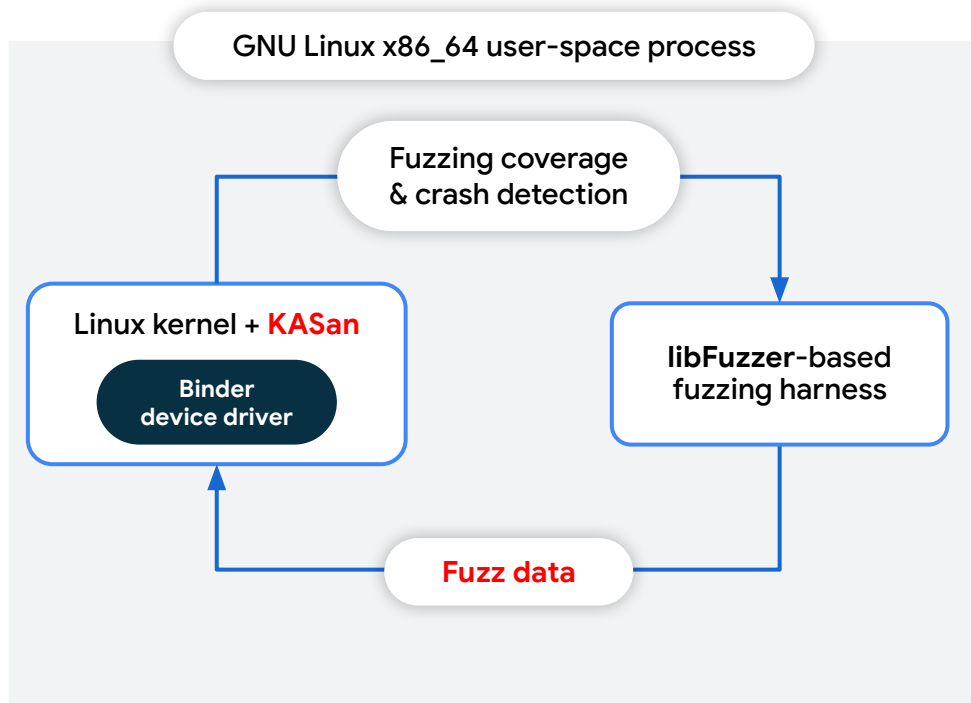 GNU Linux x86_64 user-space process
Fuzzing coverage
& crash detection
Linux kernel + KASan
Binder
device driver
libFuzzer-based
fuzzing harness
Fuzz data